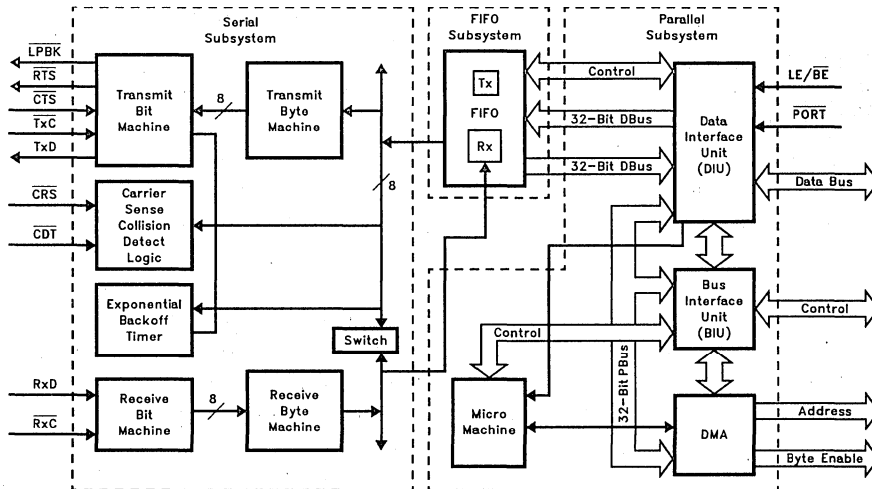 Serial
Subsystem
FIFO
Subsystem
Parallel
Subsystem
LPBK
RTS
CTS
TxC
TxD
Transmit
Bit
Machine
8
Transmit
Byte
Machine
Tx
FIFO
Rx
Control
32-Bit DBus
32-Bit DBus
Data
Interface
Unit
(DIU)
LE/BE
PORT
Data Bus
8
CRS
CDT
Carrier
Sense
Collision
Detect
Logic
Exponential
Backoff
Timer
Switch
Control
32-Bit PBus
Bus
Interface
Unit
(BIU)
Control
RxD
RxC
Receive
Bit
Machine
8
Receive
Byte
Machine
Micro
Machine
DMA
Address
Byte Enable